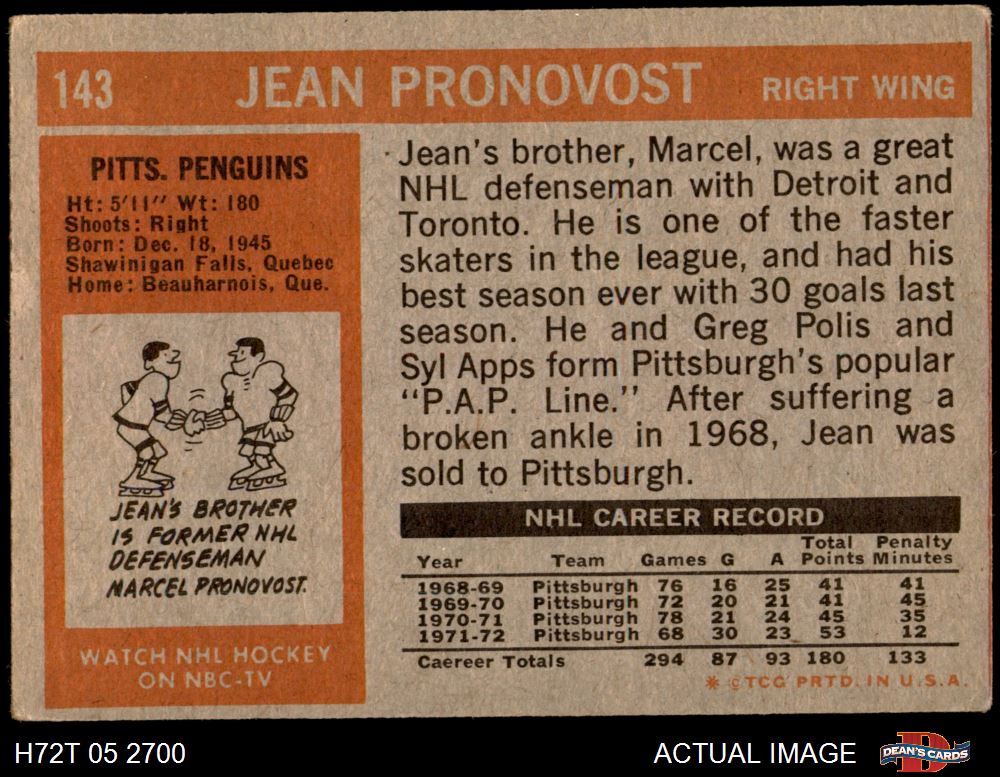 143 JEAN PRONOVOST RIGHT WING
PITTS. PENGUINS
Ht: 5'11" Wt: 180
Shoots: Right
Born: Dec. 18, 1945
Shawinigan Falls, Quebec
Home: Beauharnois, Que.
JEAN'S BROTHER
IS FORMER NHL
DEFENSEMAN
MARCEL PRONOVOST.
WATCH NHL HOCKEY
ON NBC-TV
Jean's brother, Marcel, was a great
NHL defenseman with Detroit and
Toronto. He is one of the faster
skaters in the league, and had his
best season ever with 30 goals last
season. He and Greg Polis and
Syl Apps form Pittsburgh's popular
"P.A.P. Line." After suffering a
broken ankle in 1968, Jean was
sold to Pittsburgh.
NHL CAREER RECORD
Year Team Games G A Total Points Penalty Minutes
1968-69 Pittsburgh 76 16 25 41 41
1969-70 Pittsburgh 72 20 21 41 45
1970-71 Pittsburgh 78 21 24 45 35
1971-72 Pittsburgh 68 30 23 53 12
Caereer Totals 294 87 93 180 133
* ©TCG PRTD. IN U.S.A.
H72T 05 2700 ACTUAL IMAGE DEAN'S CARDS